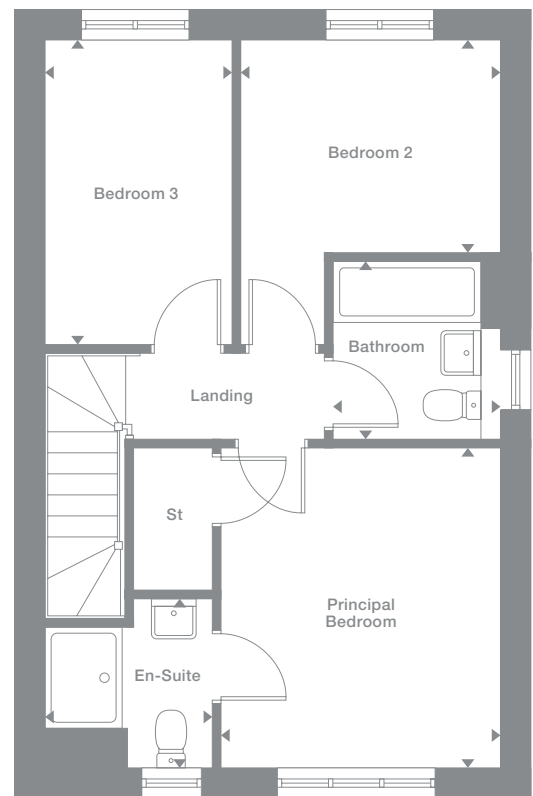 Bedroom 2
Bedroom 3
Bathroom
Landing
St
Principal
Bedroom
En-Suite